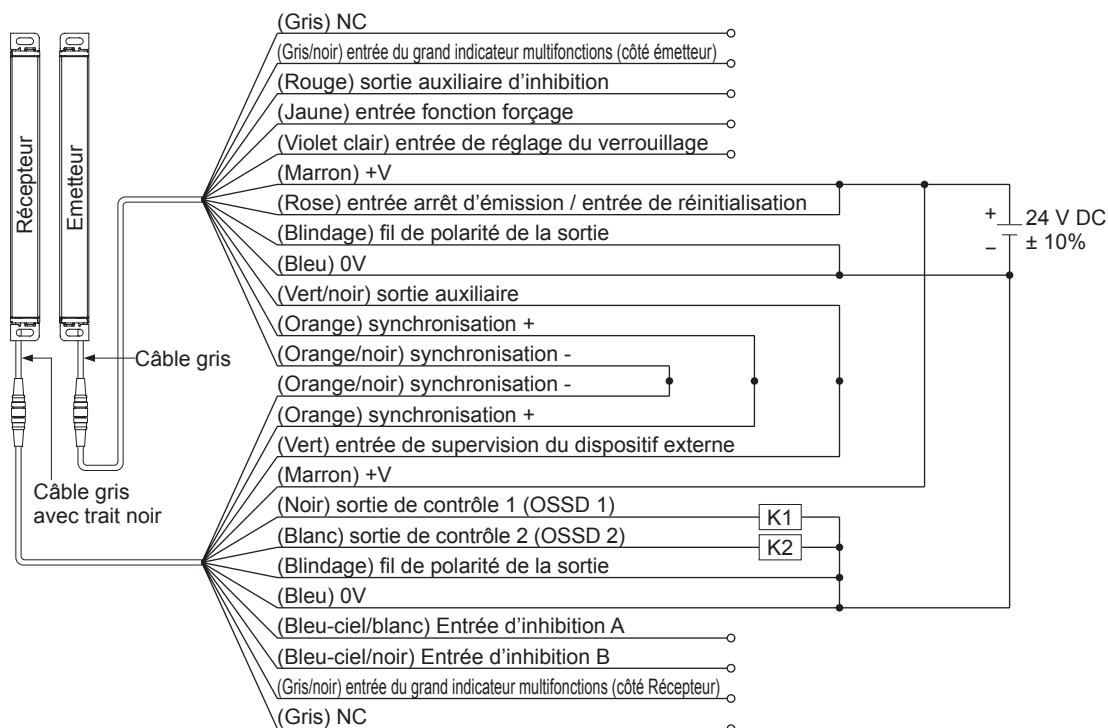 (Gris) NC
(Gris/noir) entrée du grand indicateur multifonctions (côté émetteur)
(Rouge) sortie auxiliaire d’inhibition
(Jaune) entrée fonction forçage
(Violet clair) entrée de réglage du verrouillage
(Marron) +V
(Rose) entrée arrêt d’émission / entrée de réinitialisation
(Blindage) fil de polarité de la sortie
(Bleu) 0V
(Vert/noir) sortie auxiliaire
(Orange) synchronisation +
(Orange/noir) synchronisation -
(Orange/noir) synchronisation -
(Orange) synchronisation +
(Vert) entrée de supervision du dispositif externe
(Marron) +V
(Noir) sortie de contrôle 1 (OSSD 1)
K1
(Blanc) sortie de contrôle 2 (OSSD 2)
K2
(Blindage) fil de polarité de la sortie
(Bleu) 0V
(Bleu-ciel/blanc) Entrée d’inhibition A
(Bleu-ciel/noir) Entrée d’inhibition B
(Gris/noir) entrée du grand indicateur multifonctions (côté Récepteur)
(Gris) NC
Récepteur
Emetteur
Câble gris
Câble gris
avec trait noir
+
−
24 V DC
± 10%